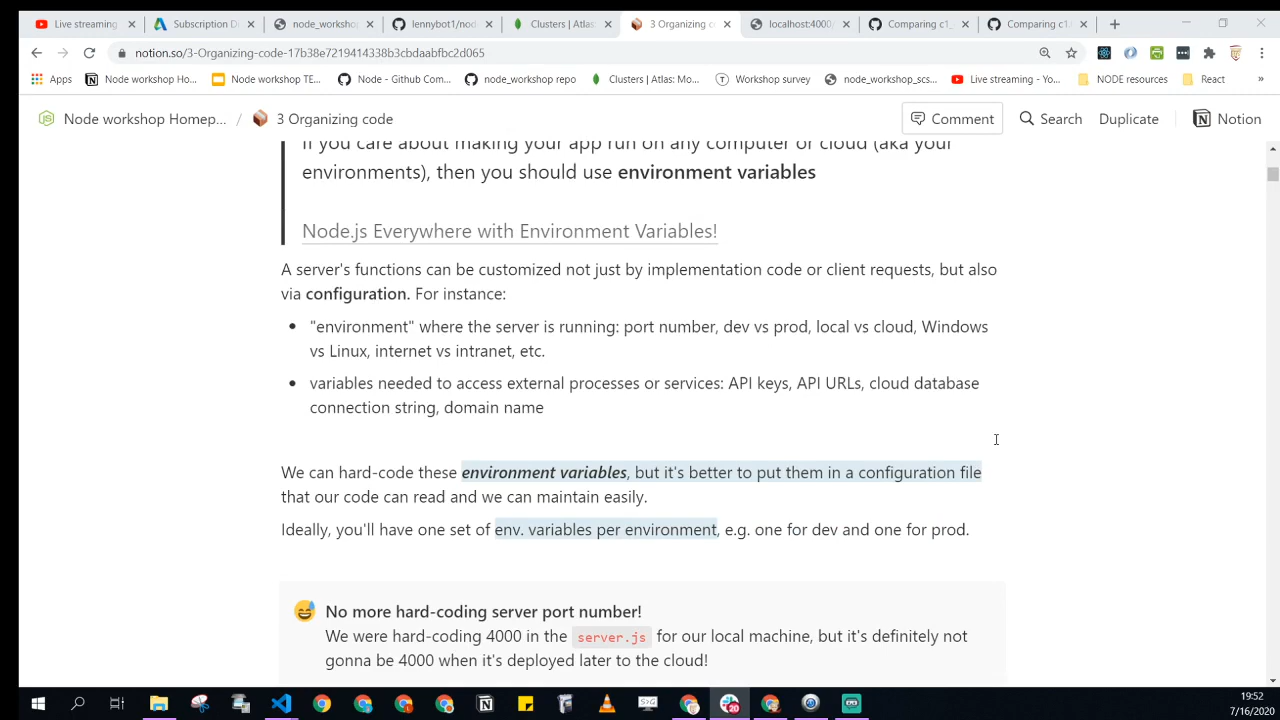 Live streaming
Subscription D
node_worksho
lennybot1/nod
Clusters | Atlas:
3 Organizing c
localhost:4000/
Comparing c1_
Comparing c1.
notion.so/3-Organizing-code-17b38e7219414338b3cbdaabfbc2d065
Apps
Node workshop Ho...
Node workshop TE...
Node - Github Com...
node_workshop repo
Clusters | Atlas: Mo...
Workshop survey
node_workshop_scs...
Live streaming - Yo...
NODE resources
React
»
Node workshop Homep... / 3 Organizing code
Comment
Search
Duplicate
Notion
If you care about making your app run on any computer or cloud (aka your
environments), then you should use environment variables
Node.js Everywhere with Environment Variables!
A server's functions can be customized not just by implementation code or client requests, but also
via configuration. For instance:
• "environment" where the server is running: port number, dev vs prod, local vs cloud, Windows
vs Linux, internet vs intranet, etc.
• variables needed to access external processes or services: API keys, API URLs, cloud database
connection string, domain name
We can hard-code these environment variables, but it's better to put them in a configuration file
that our code can read and we can maintain easily.
Ideally, you'll have one set of env. variables per environment, e.g. one for dev and one for prod.
No more hard-coding server port number!
We were hard-coding 4000 in the server.js for our local machine, but it's definitely not
gonna be 4000 when it's deployed later to the cloud!
20
19:52
7/16/2020